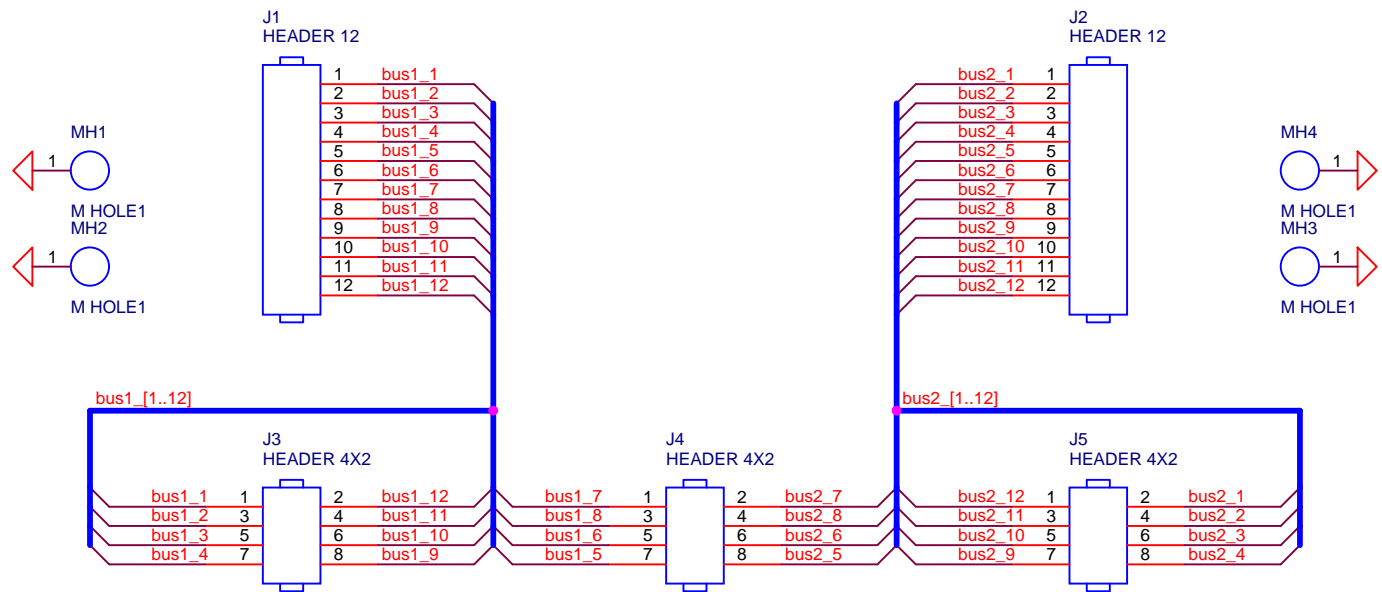 J1
HEADER 12
1 bus1_1
2 bus1_2
3 bus1_3
4 bus1_4
5 bus1_5
6 bus1_6
7 bus1_7
8 bus1_8
9 bus1_9
10 bus1_10
11 bus1_11
12 bus1_12
J2
HEADER 12
bus2_1 1
bus2_2 2
bus2_3 3
bus2_4 4
bus2_5 5
bus2_6 6
bus2_7 7
bus2_8 8
bus2_9 9
bus2_10 10
bus2_11 11
bus2_12 12
MH1
1
M HOLE1
MH2
1
M HOLE1
MH4
1
M HOLE1
MH3
1
M HOLE1
bus1_[1..12]
bus2_[1..12]
J3
HEADER 4X2
bus1_1 1 2 bus1_12
bus1_2 3 4 bus1_11
bus1_3 5 6 bus1_10
bus1_4 7 8 bus1_9
J4
HEADER 4X2
bus1_7 1 2 bus2_7
bus1_8 3 4 bus2_8
bus1_6 5 6 bus2_6
bus1_5 7 8 bus2_5
J5
HEADER 4X2
bus2_12 1 2 bus2_1
bus2_11 3 4 bus2_2
bus2_10 5 6 bus2_3
bus2_9 7 8 bus2_4